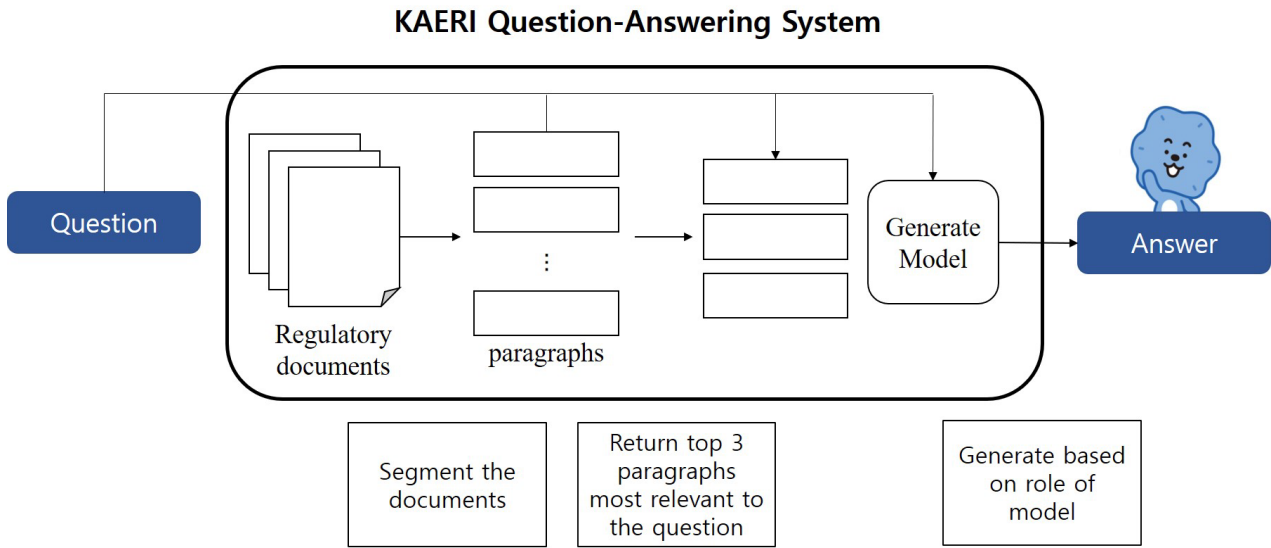 KAERI Question-Answering System
Question
Regulatory
documents
⋮
paragraphs
Generate
Model
Answer
Segment the
documents
Return top 3
paragraphs
most relevant to
the question
Generate based
on role of
model